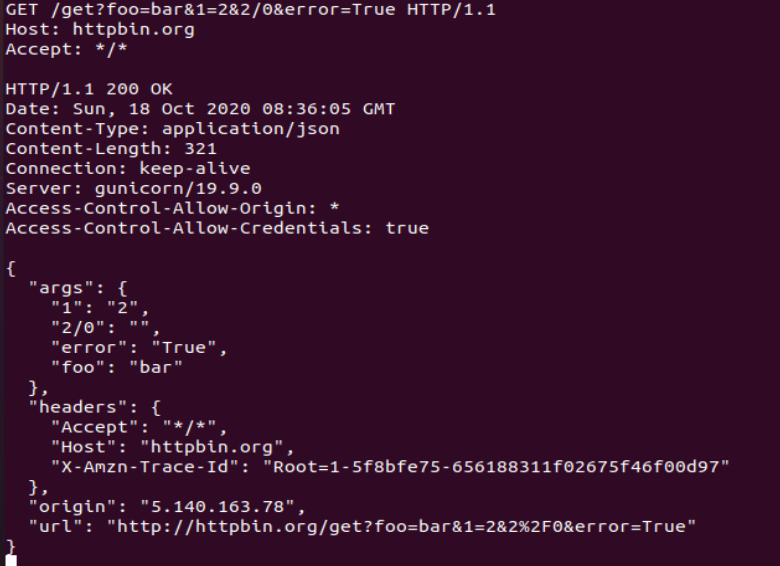 GET /get?foo=bar&1=2&2/0&error=True HTTP/1.1
Host: httpbin.org
Accept: */*

HTTP/1.1 200 OK
Date: Sun, 18 Oct 2020 08:36:05 GMT
Content-Type: application/json
Content-Length: 321
Connection: keep-alive
Server: gunicorn/19.9.0
Access-Control-Allow-Origin: *
Access-Control-Allow-Credentials: true

{
  "args": {
    "1": "2",
    "2/0": "",
    "error": "True",
    "foo": "bar"
  },
  "headers": {
    "Accept": "*/*",
    "Host": "httpbin.org",
    "X-Amzn-Trace-Id": "Root=1-5f8bfe75-656188311f02675f46f00d97"
  },
  "origin": "5.140.163.78",
  "url": "http://httpbin.org/get?foo=bar&1=2&2%2F0&error=True"
}